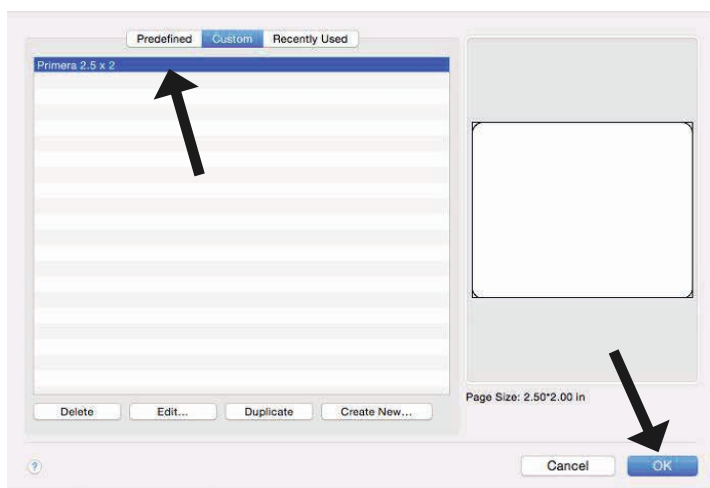 Predefined Custom Recently Used
Primera 2.5 x 2
Page Size: 2.50*2.00 in
Delete Edit... Duplicate Create New...
? Cancel OK